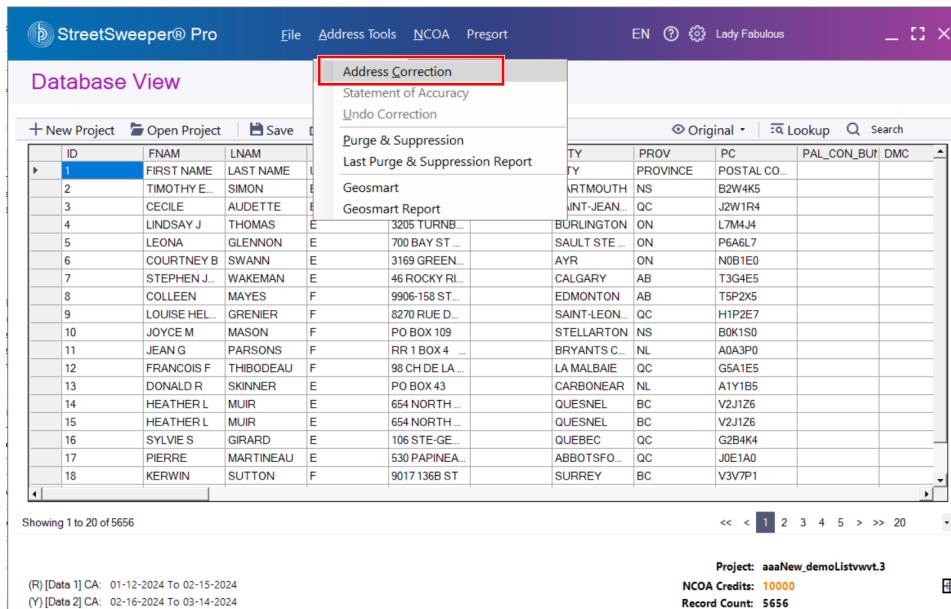 StreetSweeper® Pro File Address Tools NCOA Presort EN Lady Fabulous
Database View
Address Correction
Statement of Accuracy
Undo Correction
Purge & Suppression
Last Purge & Suppression Report
Geosmart
Geosmart Report
New Project Open Project Save Original Lookup Search
ID FNAM LNAM PROV PC PAL_CON_BUN DMC
1 FIRST NAME LAST NAME PROVINCE POSTAL CO...
2 TIMOTHY E... SIMON NS B2W4K5
3 CECILE AUDETTE QC J2W1R4
4 LINDSAY J THOMAS E 3205 TURNB... BURLINGTON ON L7M4J4
5 LEONA GLENNON E 700 BAY ST ... SAULT STE ... ON P6A6L7
6 COURTNEY B SWANN E 3169 GREEN... AYR ON N0B1E0
7 STEPHEN J... WAKEMAN E 46 ROCKY RI... CALGARY AB T3G4E5
8 COLLEEN MAYES F 9906-158 ST... EDMONTON AB T5P2X5
9 LOUISE HEL... GRENIER F 8270 RUE D... SAINT-LEON... QC H1P2E7
10 JOYCE M MASON F PO BOX 109 STELLARTON NS B0K1S0
11 JEAN G PARSONS F RR 1 BOX 4 ... BRYANTS C... NL A0A3P0
12 FRANCOIS F THIBODEAU F 98 CH DE LA ... LA MALBAIE QC G5A1E5
13 DONALD R SKINNER E PO BOX 43 CARBONEAR NL A1Y1B5
14 HEATHER L MUIR E 654 NORTH ... QUESNEL BC V2J1Z6
15 HEATHER L MUIR E 654 NORTH ... QUESNEL BC V2J1Z6
16 SYLVIE S GIRARD E 106 STE-GE... QUEBEC QC G2B4K4
17 PIERRE MARTINEAU E 530 PAPINEA... ABBOTSFO... QC J0E1A0
18 KERWIN SUTTON F 9017 136B ST SURREY BC V3V7P1
Showing 1 to 20 of 5656 << < 1 2 3 4 5 > >> 20
Project: aaaNew_demoListvwvt.3
(R) [Data 1] CA: 01-12-2024 To 02-15-2024 NCOA Credits: 10000
(Y) [Data 2] CA: 02-16-2024 To 03-14-2024 Record Count: 5656